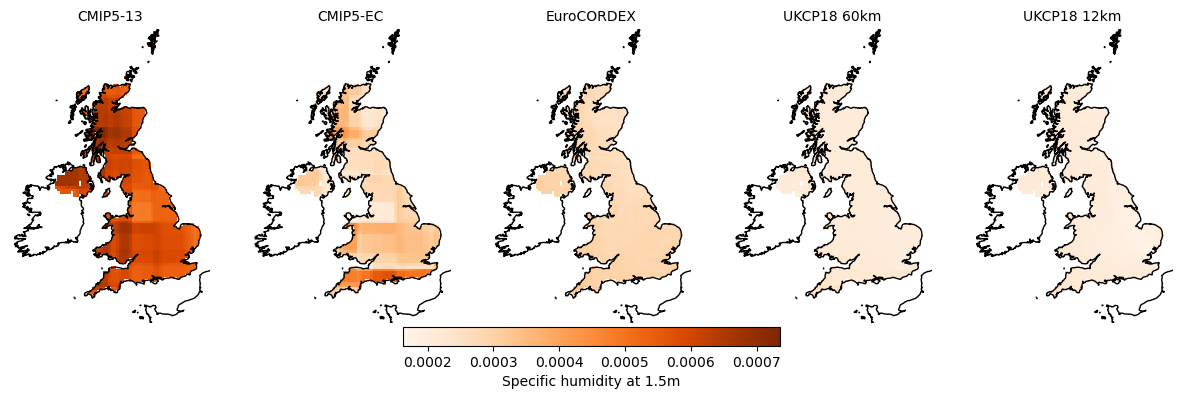 CMIP5-13
CMIP5-EC
EuroCORDEX
UKCP18 60km
UKCP18 12km
0.0002
0.0003
0.0004
0.0005
0.0006
0.0007
Specific humidity at 1.5m